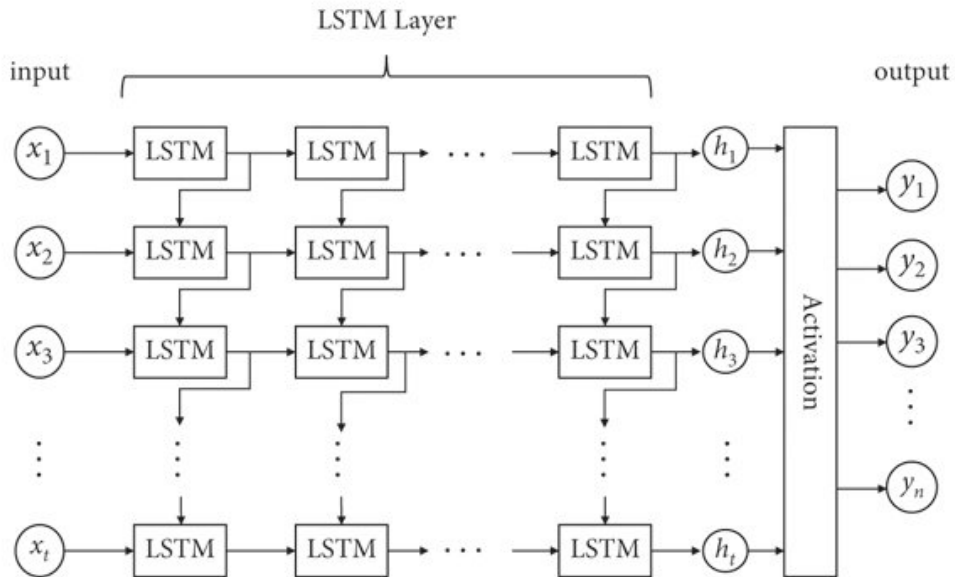 LSTM Layer
input output
x₁ LSTM LSTM ... LSTM h₁
y₁
x₂ LSTM LSTM ... LSTM h₂
y₂
x₃ LSTM LSTM ... LSTM h₃
y₃
Activation
⋮ ⋮ ⋮ ⋮ ⋮ ⋮
yₙ
xₜ LSTM LSTM ... LSTM hₜ